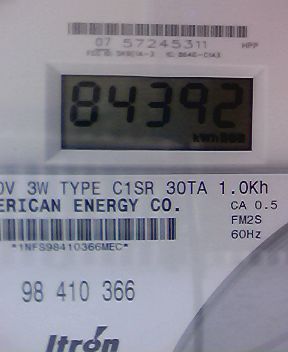 07 57245311 HPP
84392
kWh
0V 3W TYPE C1SR 30TA 1.0Kh
ERICAN ENERGY CO. CA 0.5
FM2S
*1NFS98410366MEC* 60Hz
98 410 366
Itron